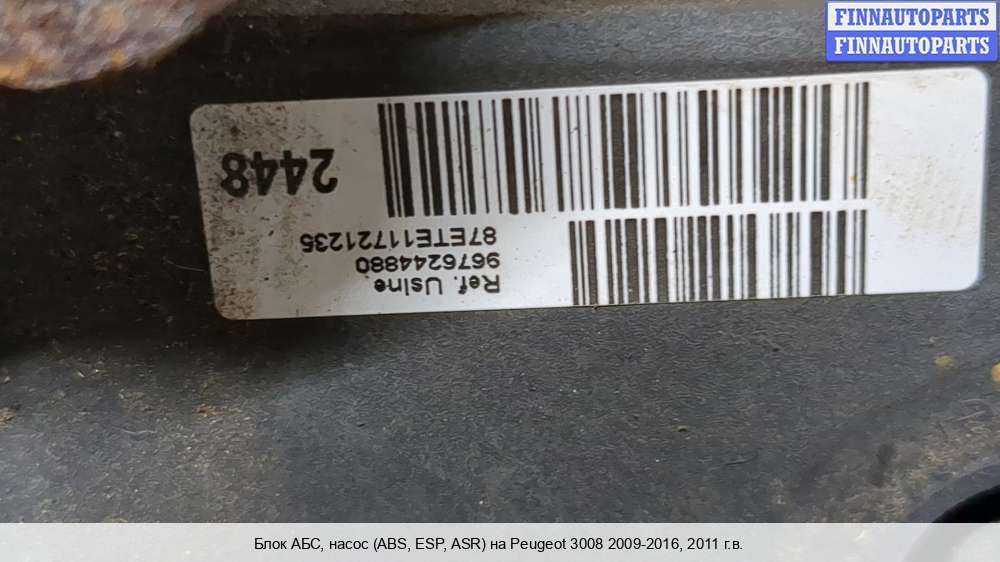 FINNAUTOPARTS
FINNAUTOPARTS
Ref. Usine.
9676244880
87ETE11721235
2448
Блок АБС, насос (ABS, ESP, ASR) на Peugeot 3008 2009-2016, 2011 г.в.